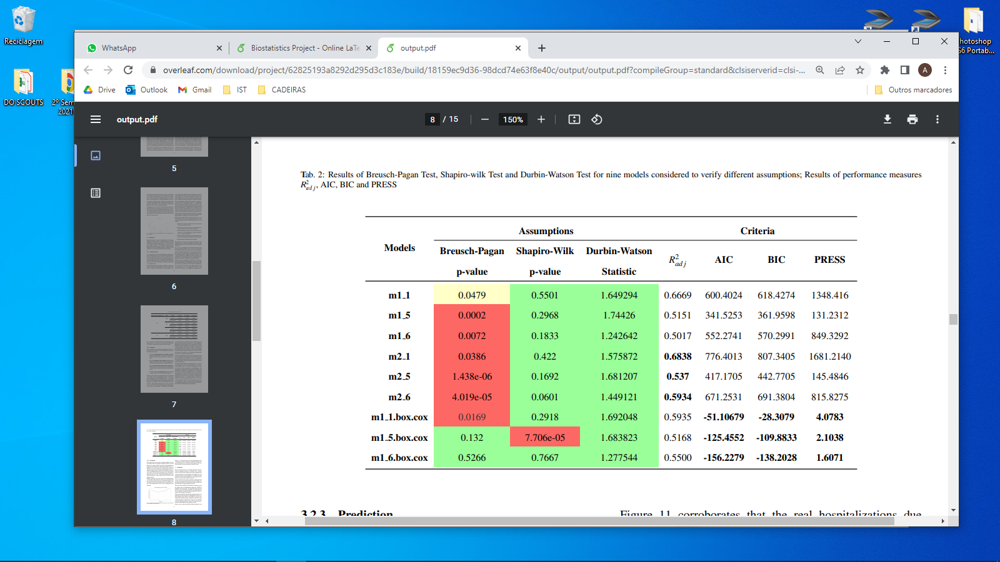 Reciclagem
DO SCOUTS
2º Sem
2021
hotoshop
S6 Portab...
WhatsApp
Biostatistics Project - Online LaTe
output.pdf
overleaf.com/download/project/62825193a8292d295d3c183e/build/18159ec9d36-98dcd74e63f8e40c/output/output.pdf?compileGroup=standard&clsiserverid=clsi-...
A
Drive
Outlook
Gmail
IST
CADEIRAS
Outros marcadores
output.pdf
8 / 15
150%
5
6
7
8
Tab. 2: Results of Breusch-Pagan Test, Shapiro-wilk Test and Durbin-Watson Test for nine models considered to verify different assumptions; Results of performance measures
R²adj, AIC, BIC and PRESS
Assumptions Criteria
Models
Breusch-Pagan Shapiro-Wilk Durbin-Watson
R²adj AIC BIC PRESS
p-value p-value Statistic
m1_1 0.0479 0.5501 1.649294 0.6669 600.4024 618.4274 1348.416
m1_5 0.0002 0.2968 1.74426 0.5151 341.5253 361.9598 131.2312
m1_6 0.0072 0.1833 1.242642 0.5017 552.2741 570.2991 849.3292
m2_1 0.0386 0.422 1.575872 0.6838 776.4013 807.3405 1681.2140
m2_5 1.438e-06 0.1692 1.681207 0.537 417.1705 442.7705 145.4846
m2_6 4.019e-05 0.0601 1.449121 0.5934 671.2531 691.3804 815.8275
m1_1.box.cox 0.0169 0.2918 1.692048 0.5935 -51.10679 -28.3079 4.0783
m1_5.box.cox 0.132 7.706e-05 1.683823 0.5168 -125.4552 -109.8833 2.1038
m1_6.box.cox 0.5266 0.7667 1.277544 0.5500 -156.2279 -138.2028 1.6071
3.2.3 Prediction
Figure 11 corroborates that the real hospitalizations due